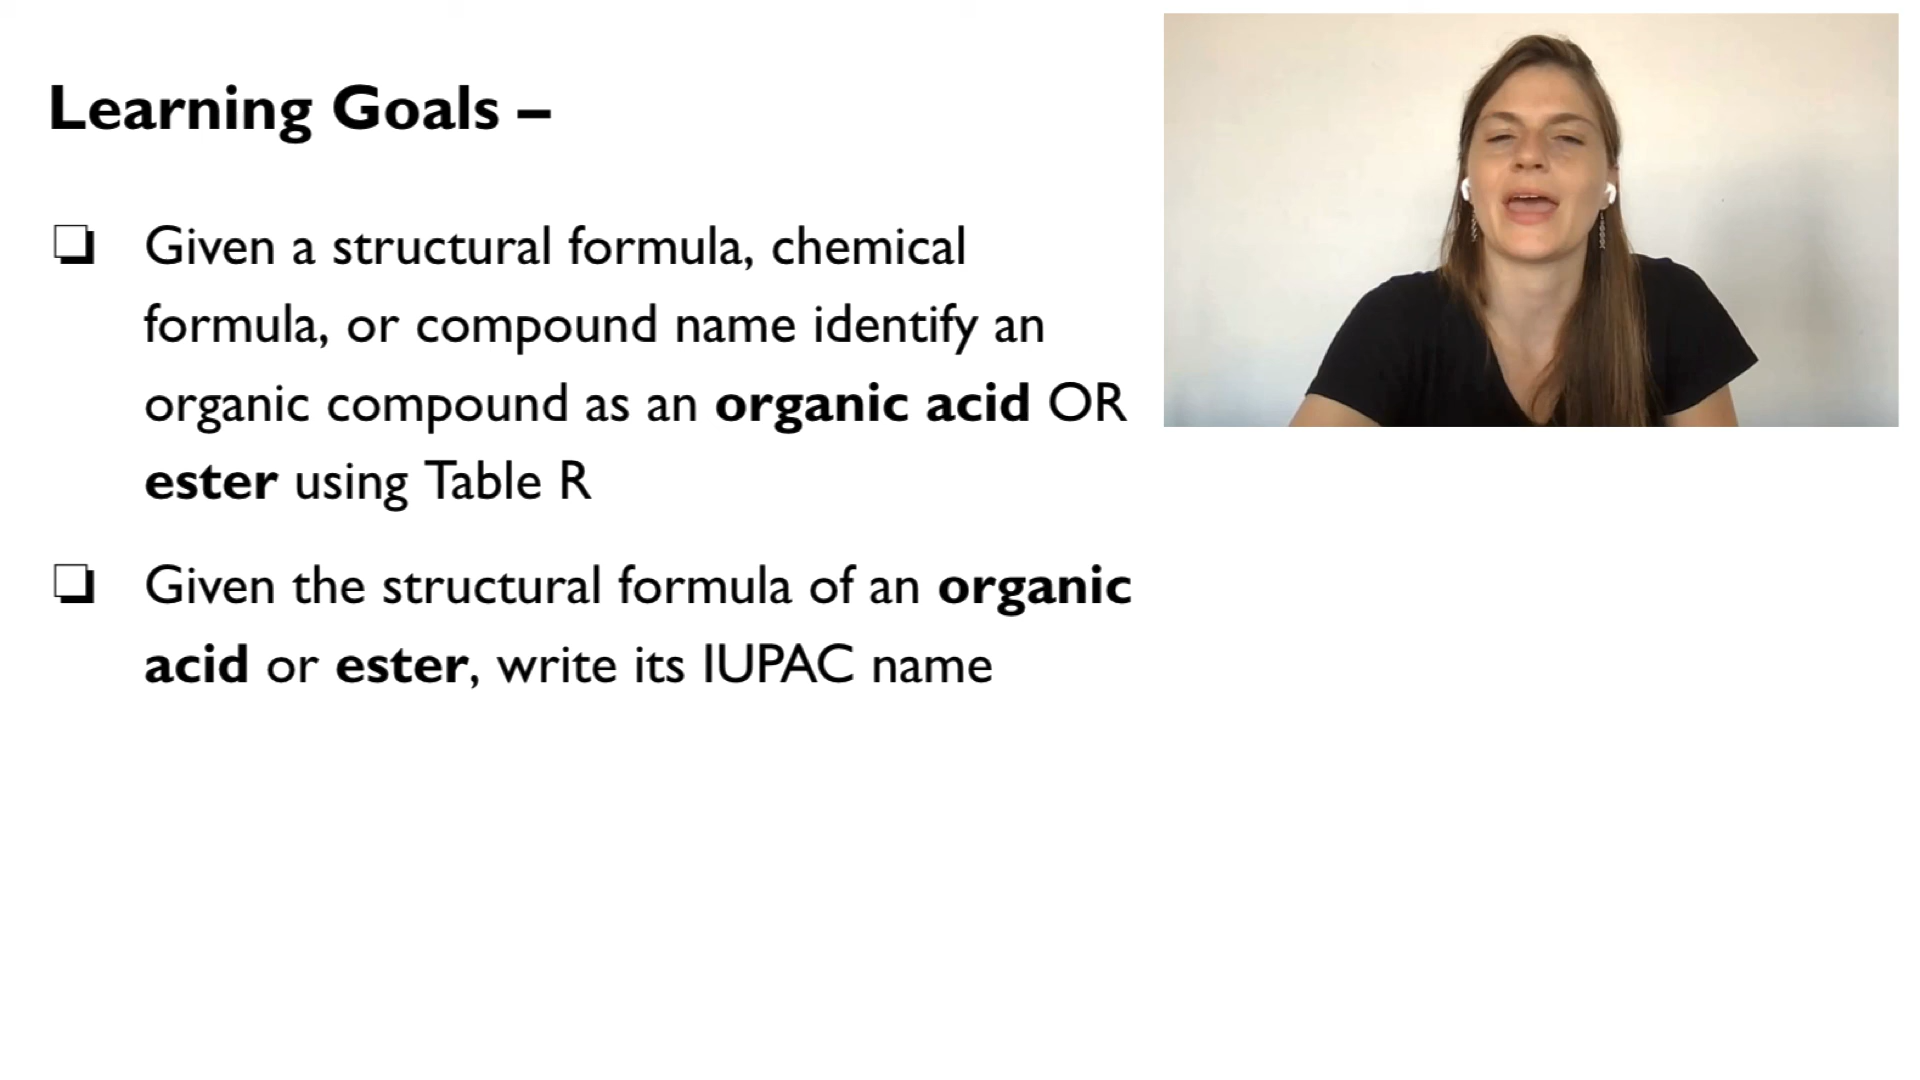 Learning Goals –
❏ Given a structural formula, chemical
formula, or compound name identify an
organic compound as an organic acid OR
ester using Table R
❏ Given the structural formula of an organic
acid or ester, write its IUPAC name